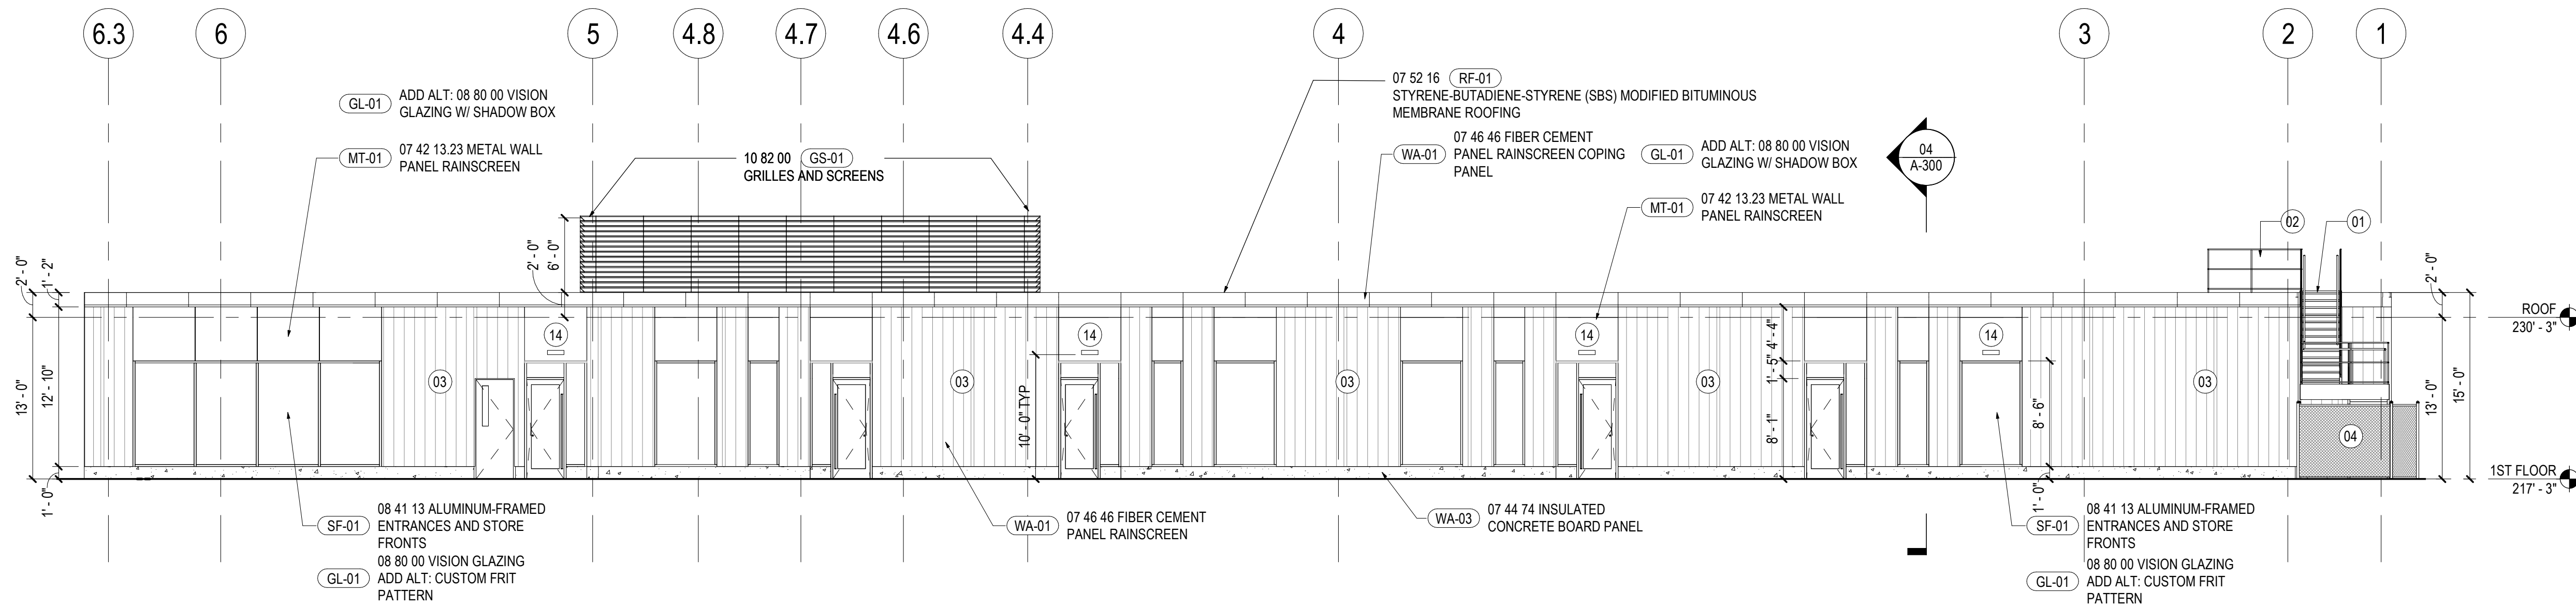 6.3
6
5
4.8
4.7
4.6
4.4
4
3
2
1
GL-01
ADD ALT: 08 80 00 VISION
GLAZING W/ SHADOW BOX
MT-01
07 42 13.23 METAL WALL
PANEL RAINSCREEN
10 82 00 GS-01
GRILLES AND SCREENS
07 52 16 RF-01
STYRENE-BUTADIENE-STYRENE (SBS) MODIFIED BITUMINOUS
MEMBRANE ROOFING
WA-01
07 46 46 FIBER CEMENT
PANEL RAINSCREEN COPING
PANEL
GL-01
ADD ALT: 08 80 00 VISION
GLAZING W/ SHADOW BOX
04
A-300
MT-01
07 42 13.23 METAL WALL
PANEL RAINSCREEN
02
01
2' - 0"
1' - 2"
2' - 0"
6' - 0"
2' - 0"
14
14
14
14
ROOF
230' - 3"
13' - 0"
12' - 10"
03
03
03
03
03
10' - 0" TYP
4' - 4"
1' - 5"
8' - 1"
8' - 6"
13' - 0"
15' - 0"
04
1ST FLOOR
217' - 3"
1' - 0"
1' - 0"
SF-01
08 41 13 ALUMINUM-FRAMED
ENTRANCES AND STORE
FRONTS
GL-01
08 80 00 VISION GLAZING
ADD ALT: CUSTOM FRIT
PATTERN
WA-01
07 46 46 FIBER CEMENT
PANEL RAINSCREEN
WA-03
07 44 74 INSULATED
CONCRETE BOARD PANEL
SF-01
08 41 13 ALUMINUM-FRAMED
ENTRANCES AND STORE
FRONTS
GL-01
08 80 00 VISION GLAZING
ADD ALT: CUSTOM FRIT
PATTERN